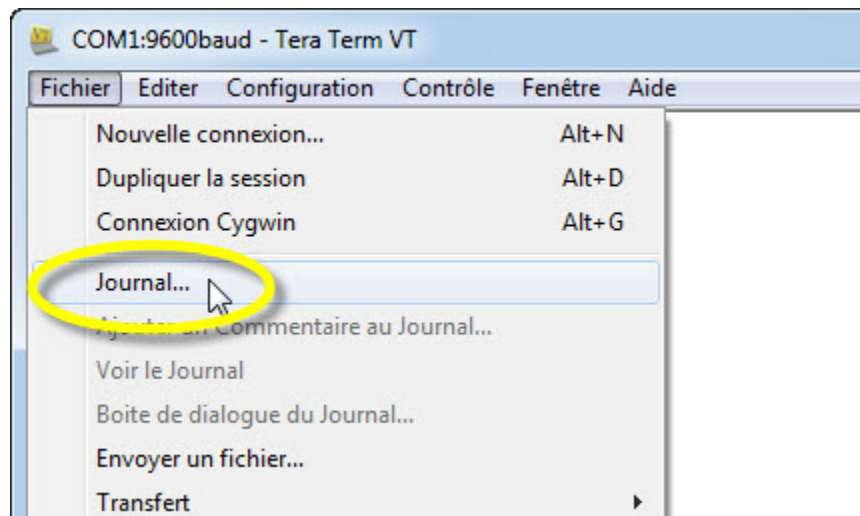 COM1:9600baud - Tera Term VT
Fichier Editer Configuration Contrôle Fenêtre Aide
Nouvelle connexion... Alt+N
Dupliquer la session Alt+D
Connexion Cygwin Alt+G
Journal...
Ajouter un Commentaire au Journal...
Voir le Journal
Boite de dialogue du Journal...
Envoyer un fichier...
Transfert